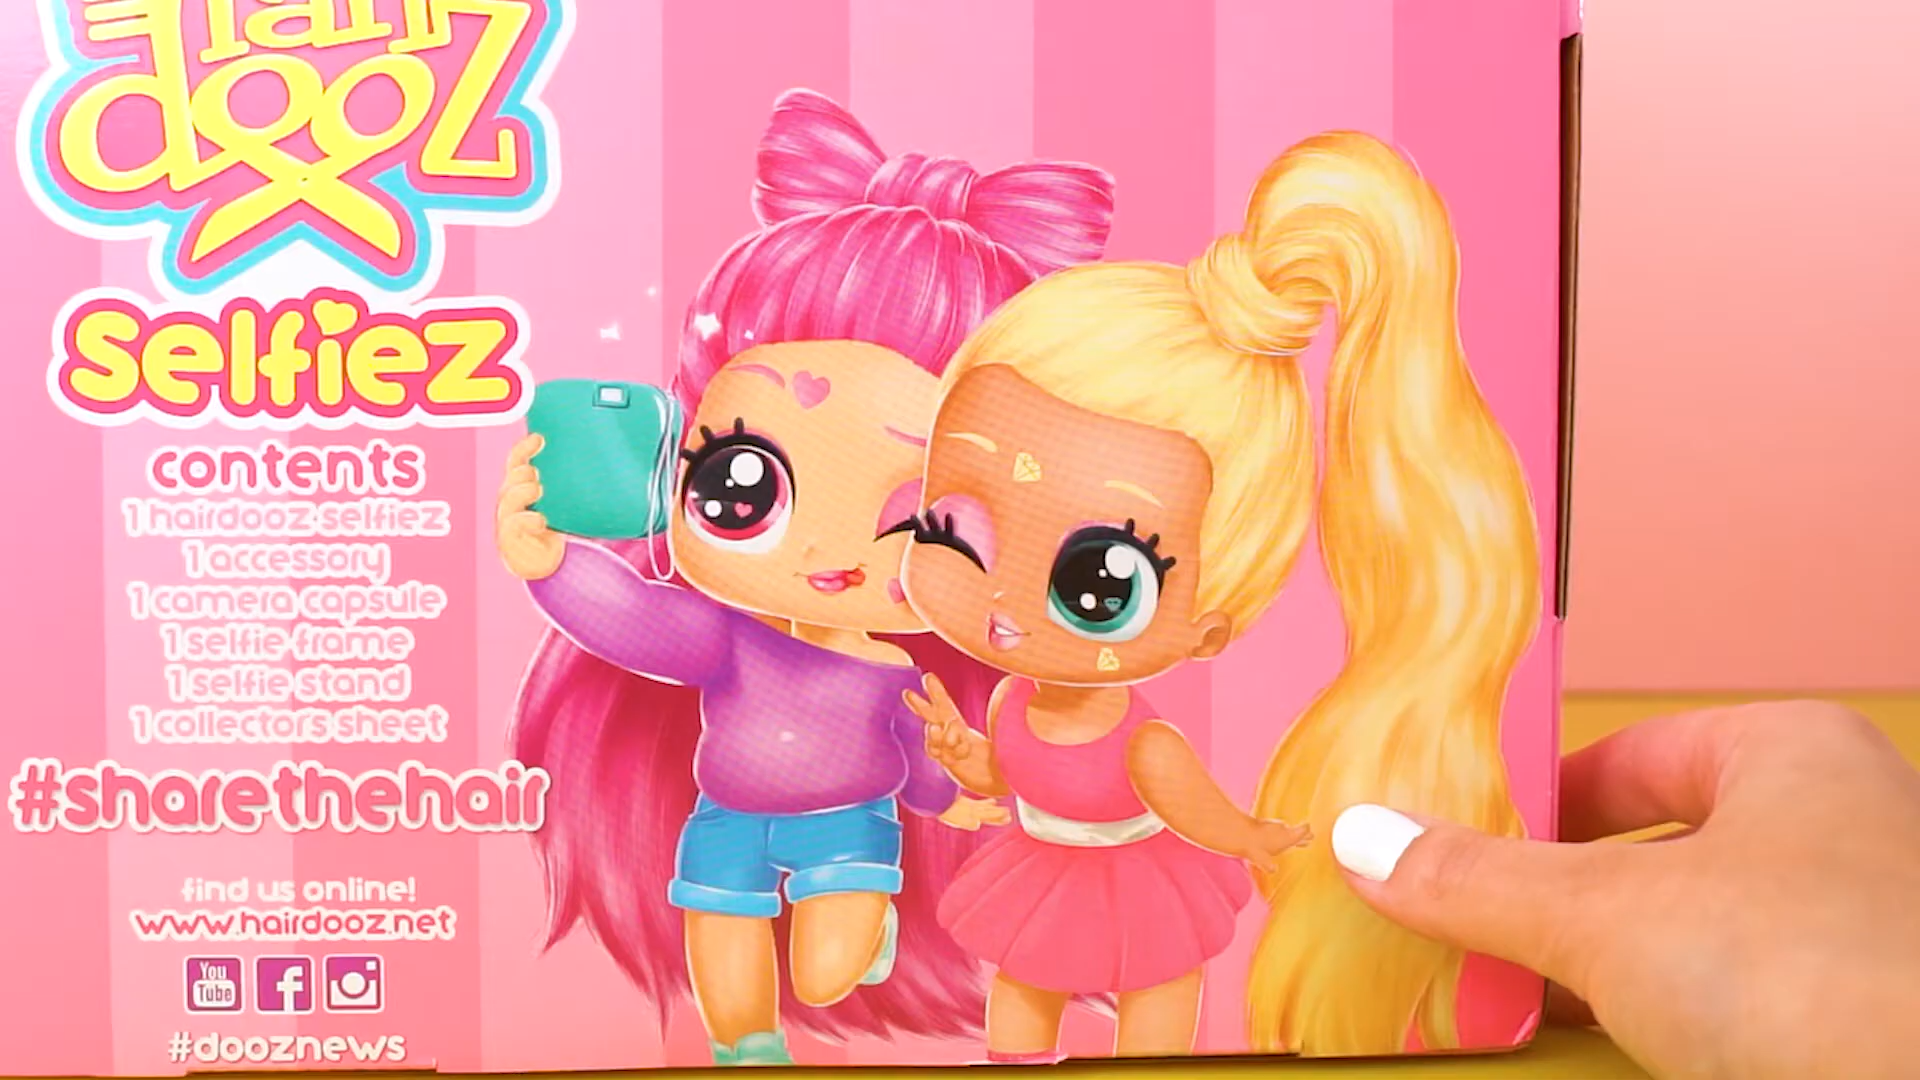 Hair
dooz
selfiez
contents
1 hairdooz selfiez
1 accessory
1 camera capsule
1 selfie frame
1 selfie stand
1 collectors sheet
#sharethehair
find us online!
www.hairdooz.net
You
Tube
f
#dooznews